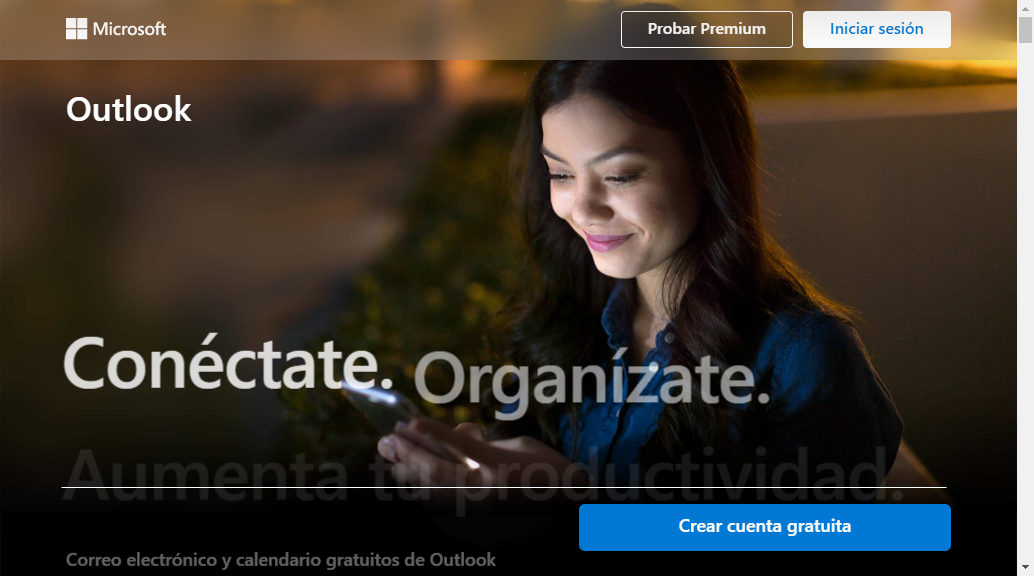 Microsoft
Probar Premium
Iniciar sesión
Outlook
Conéctate. Organízate.
Aumenta tu productividad.
Crear cuenta gratuita
Correo electrónico y calendario gratuitos de Outlook